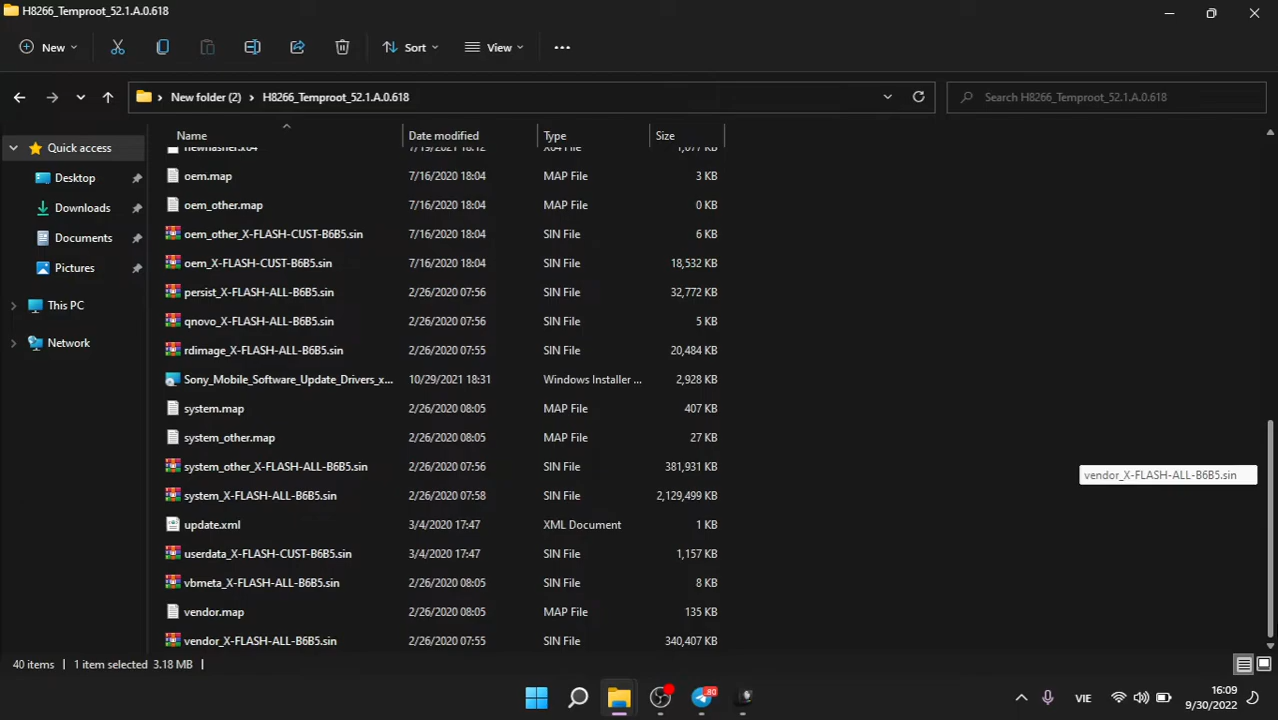 H8266_Temproot_52.1.A.0.618
New Sort View
New folder (2) H8266_Temproot_52.1.A.0.618 Search H8266_Temproot_52.1.A.0.618
Name Date modified Type Size
Quick access
Desktop
Downloads
Documents
Pictures
This PC
Network
oem.map 7/16/2020 18:04 MAP File 3 KB
oem_other.map 7/16/2020 18:04 MAP File 0 KB
oem_other_X-FLASH-CUST-B6B5.sin 7/16/2020 18:04 SIN File 6 KB
oem_X-FLASH-CUST-B6B5.sin 7/16/2020 18:04 SIN File 18,532 KB
persist_X-FLASH-ALL-B6B5.sin 2/26/2020 07:56 SIN File 32,772 KB
qnovo_X-FLASH-ALL-B6B5.sin 2/26/2020 07:56 SIN File 5 KB
rdimage_X-FLASH-ALL-B6B5.sin 2/26/2020 07:55 SIN File 20,484 KB
Sony_Mobile_Software_Update_Drivers_x... 10/29/2021 18:31 Windows Installer ... 2,928 KB
system.map 2/26/2020 08:05 MAP File 407 KB
system_other.map 2/26/2020 08:05 MAP File 27 KB
system_other_X-FLASH-ALL-B6B5.sin 2/26/2020 07:56 SIN File 381,931 KB
system_X-FLASH-ALL-B6B5.sin 2/26/2020 07:58 SIN File 2,129,499 KB
update.xml 3/4/2020 17:47 XML Document 1 KB
userdata_X-FLASH-CUST-B6B5.sin 3/4/2020 17:47 SIN File 1,157 KB
vbmeta_X-FLASH-ALL-B6B5.sin 2/26/2020 08:05 SIN File 8 KB
vendor.map 2/26/2020 08:05 MAP File 135 KB
vendor_X-FLASH-ALL-B6B5.sin 2/26/2020 07:55 SIN File 340,407 KB
vendor_X-FLASH-ALL-B6B5.sin
40 items 1 item selected 3.18 MB
80
VIE
16:09
9/30/2022